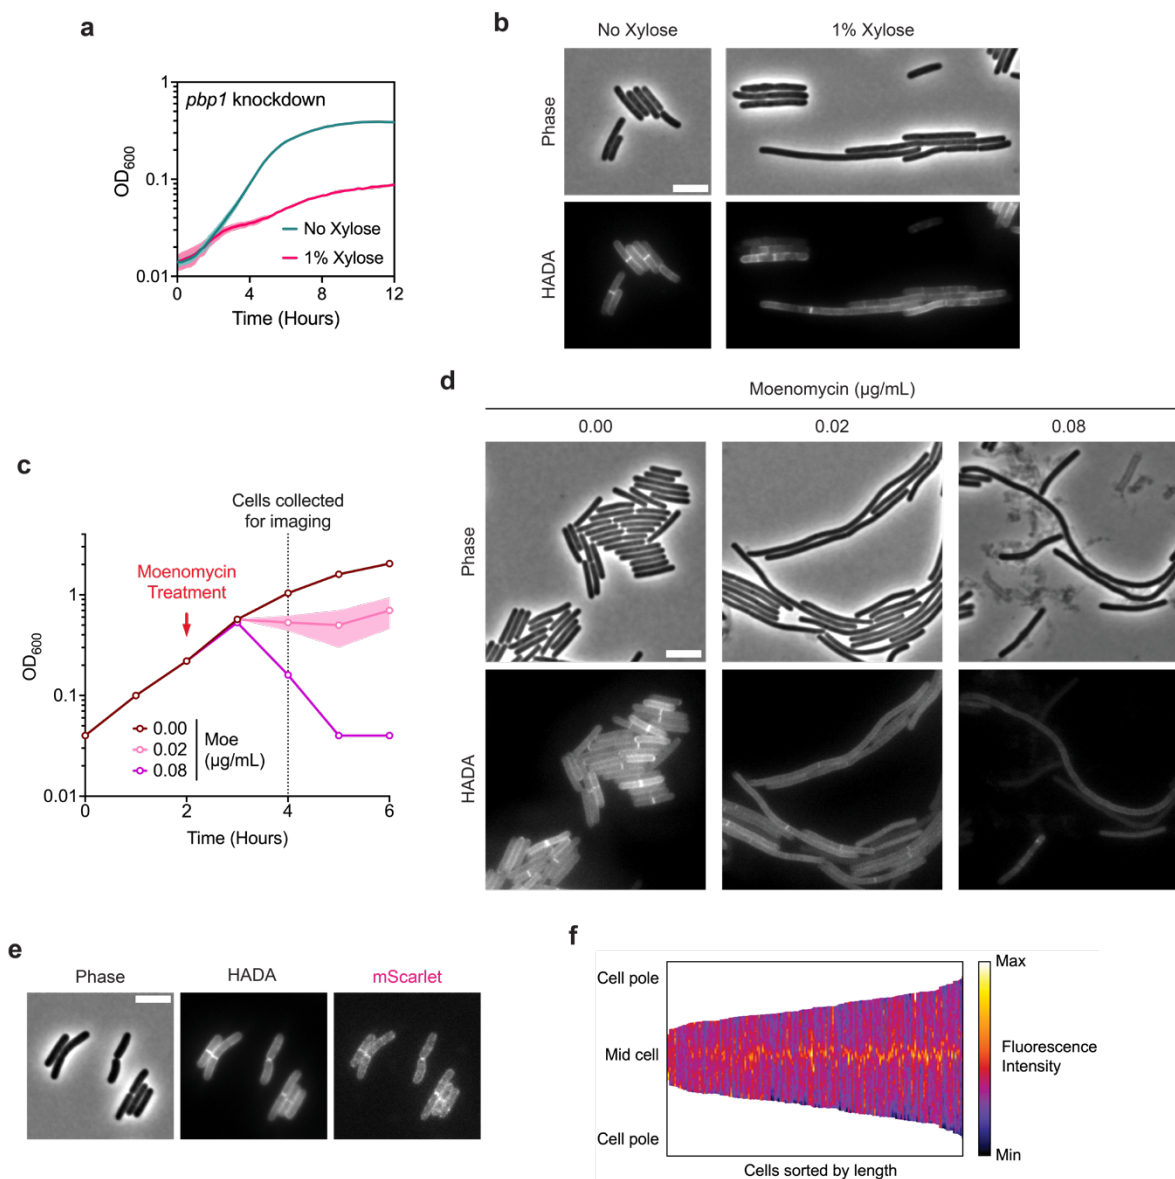 a
1
pbp1 knockdown
OD600
0.1
No Xylose
1% Xylose
0.01
0
4
8
12
Time (Hours)
b
No Xylose
1% Xylose
Phase
HADA
c
Cells collected
for imaging
Moenomycin
Treatment
1
OD600
0.1
0.00
0.02
0.08
Moe
(µg/mL)
0.01
0
2
4
6
Time (Hours)
d
Moenomycin (µg/mL)
0.00
0.02
0.08
Phase
HADA
e
Phase
HADA
mScarlet
f
Cell pole
Mid cell
Cell pole
Cells sorted by length
Max
Fluorescence
Intensity
Min